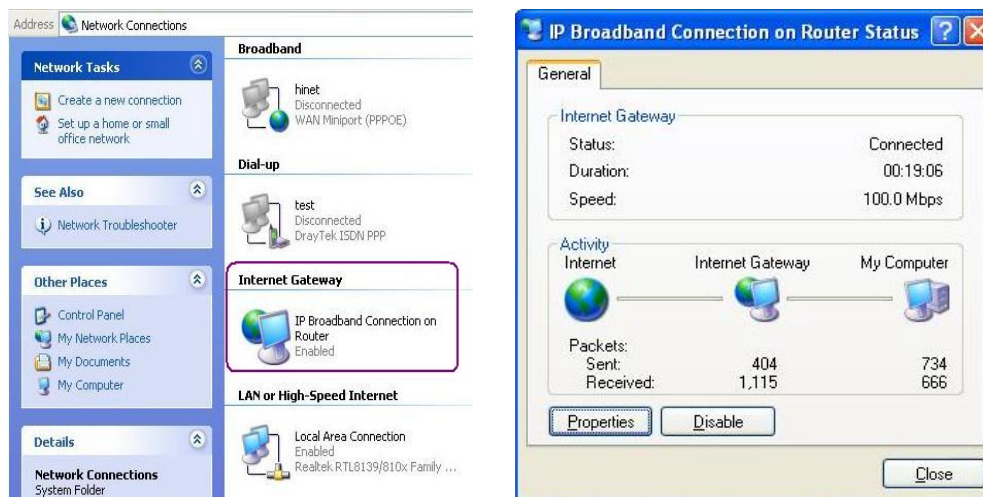 Address Network Connections
Network Tasks
Create a new connection
Set up a home or small
office network
See Also
Network Troubleshooter
Other Places
Control Panel
My Network Places
My Documents
My Computer
Details
Network Connections
System Folder
Broadband
hinet
Disconnected
WAN Miniport (PPPOE)
Dial-up
test
Disconnected
DrayTek ISDN PPP
Internet Gateway
IP Broadband Connection on
Router
Enabled
LAN or High-Speed Internet
Local Area Connection
Enabled
Realtek RTL8139/810x Family ...
IP Broadband Connection on Router Status
General
Internet Gateway
Status: Connected
Duration: 00:19:06
Speed: 100.0 Mbps
Activity
Internet Internet Gateway My Computer
Packets:
Sent: 404 734
Received: 1,115 666
Properties Disable
Close